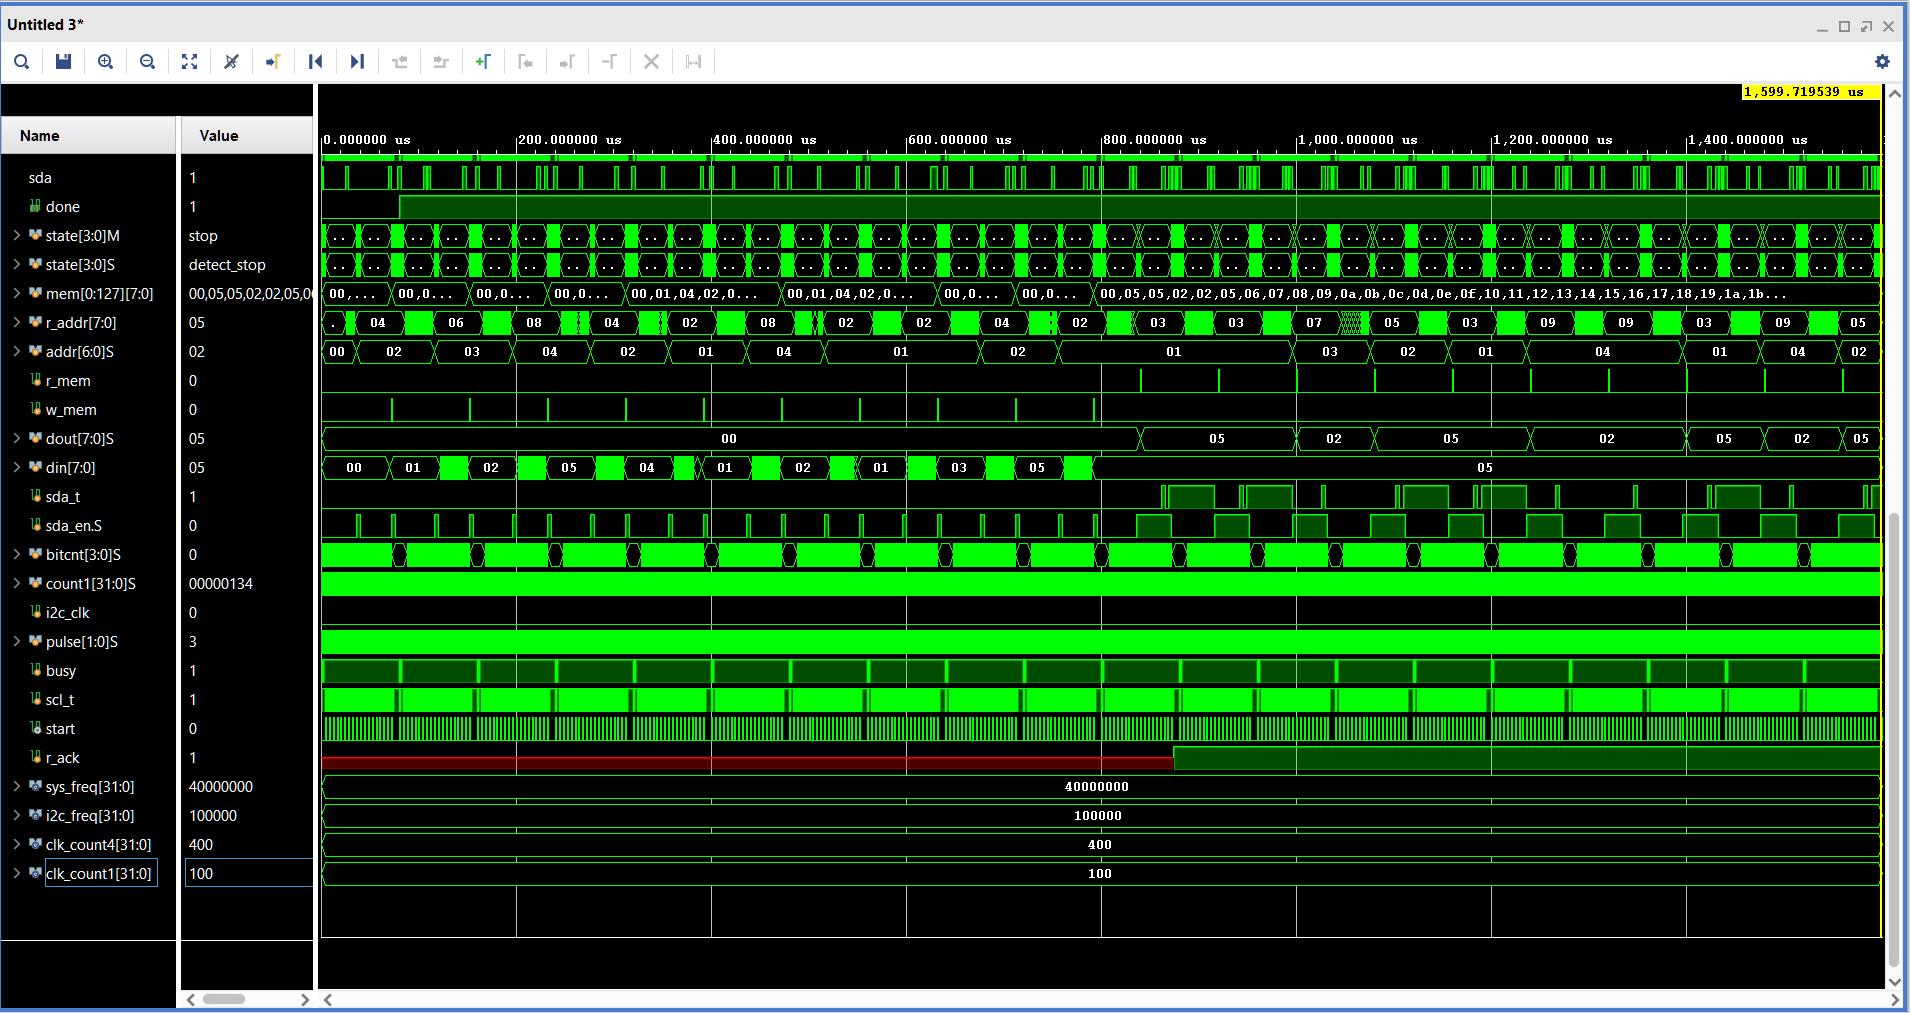 Untitled 3*
1,599.719539 us
Name Value
0.000000 us 200.000000 us 400.000000 us 600.000000 us 800.000000 us 1,000.000000 us 1,200.000000 us 1,400.000000 us
sda 1
done 1
state[3:0]M stop .. .. .. .. .. .. .. .. .. .. .. .. .. .. .. .. .. .. .. .. .. .. .. .. .. .. .. .. .. .. .. .. .. .. .. .. .. .. .. ..
state[3:0]S detect_stop .. .. .. .. .. .. .. .. .. .. .. .. .. .. .. .. .. .. .. .. .. .. .. .. .. .. .. .. .. .. .. .. .. .. .. .. .. .. .. ..
mem[0:127][7:0] 00,05,05,02,02,05,0 00,... 00,0... 00,0... 00,0... 00,01,04,02,0... 00,01,04,02,0... 00,0... 00,0... 00,05,05,02,02,05,06,07,08,09,0a,0b,0c,0d,0e,0f,10,11,12,13,14,15,16,17,18,19,1a,1b...
r_addr[7:0] 05 . 04 06 08 04 02 08 02 02 04 02 03 03 07 05 03 09 09 03 09 05
addr[6:0]S 02 00 02 03 04 02 01 04 01 02 01 03 02 01 04 01 04 02
r_mem 0
w_mem 0
dout[7:0]S 05 00 05 02 05 02 05 02 05
din[7:0] 05 00 01 02 05 04 01 02 01 03 05 05
sda_t 1
sda_en.S 0
bitcnt[3:0]S 0
count1[31:0]S 00000134
i2c_clk 0
pulse[1:0]S 3
busy 1
scl_t 1
start 0
r_ack 1
sys_freq[31:0] 40000000 40000000
i2c_freq[31:0] 100000 100000
clk_count4[31:0] 400 400
clk_count1[31:0] 100 100